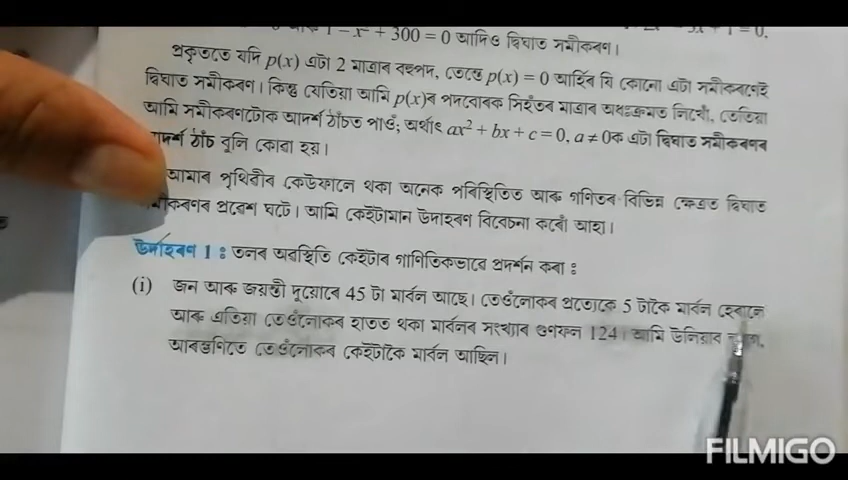 − x² + 300 = 0 আদিও দ্বিঘাত সমীকৰণ।
প্ৰকৃততে যদি p(x) এটা 2 মাত্ৰাৰ বহুপদ, তেন্তে p(x) = 0 আৰ্হিৰ যি কোনো এটা সমীকৰণেই
দ্বিঘাত সমীকৰণ। কিন্তু যেতিয়া আমি p(x)ৰ পদবোৰক সিহঁতৰ মাত্ৰাৰ অধঃক্ৰমত লিখোঁ, তেতিয়া
আমি সমীকৰণটোক আদৰ্শ ঠাঁচত পাওঁ; অৰ্থাৎ ax² + bx + c = 0, a ≠ 0ক এটা দ্বিঘাত সমীকৰণৰ
আদৰ্শ ঠাঁচ বুলি কোৱা হয়।
আমাৰ পৃথিৱীৰ কেউফালে থকা অনেক পৰিস্থিতিত আৰু গণিতৰ বিভিন্ন ক্ষেত্ৰত দ্বিঘাত
সমীকৰণৰ প্ৰৱেশ ঘটে। আমি কেইটামান উদাহৰণ বিবেচনা কৰোঁ আহা।
উদাহৰণ 1 : তলৰ অৱস্থিতি কেইটাৰ গাণিতিকভাৱে প্ৰদৰ্শন কৰা :
(i) জন আৰু জয়ন্তী দুয়োৰে 45 টা মাৰ্বল আছে। তেওঁলোকৰ প্ৰত্যেকে 5 টাকৈ মাৰ্বল হেৰালে
আৰু এতিয়া তেওঁলোকৰ হাতত থকা মাৰ্বলৰ সংখ্যাৰ গুণফল 124। আমি উলিয়াব
আৰম্ভণিতে তেওঁলোকৰ কেইটাকৈ মাৰ্বল আছিল।
FILMIGO